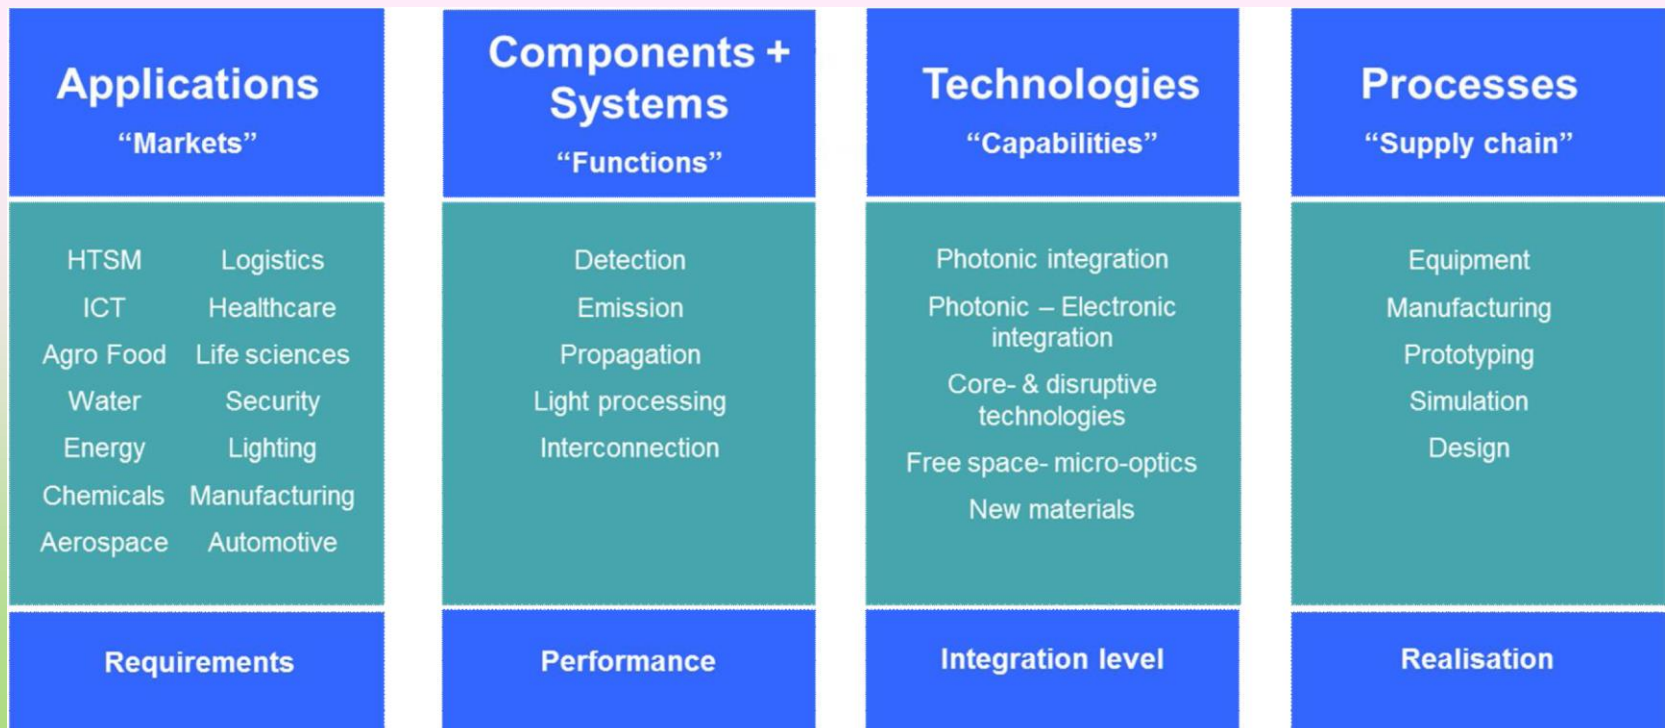 Applications
“Markets”
HTSM Logistics
ICT Healthcare
Agro Food Life sciences
Water Security
Energy Lighting
Chemicals Manufacturing
Aerospace Automotive
Requirements
Components +
Systems
“Functions”
Detection
Emission
Propagation
Light processing
Interconnection
Performance
Technologies
“Capabilities”
Photonic integration
Photonic – Electronic
integration
Core- & disruptive
technologies
Free space- micro-optics
New materials
Integration level
Processes
“Supply chain”
Equipment
Manufacturing
Prototyping
Simulation
Design
Realisation